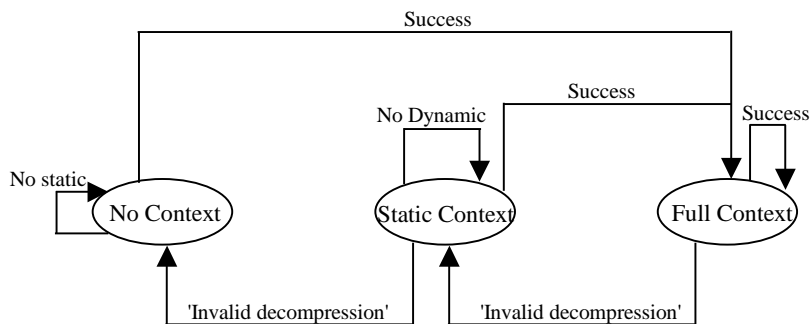 Success
Success
No Dynamic
Success
No static
No Context
Static Context
Full Context
'Invalid decompression'
'Invalid decompression'